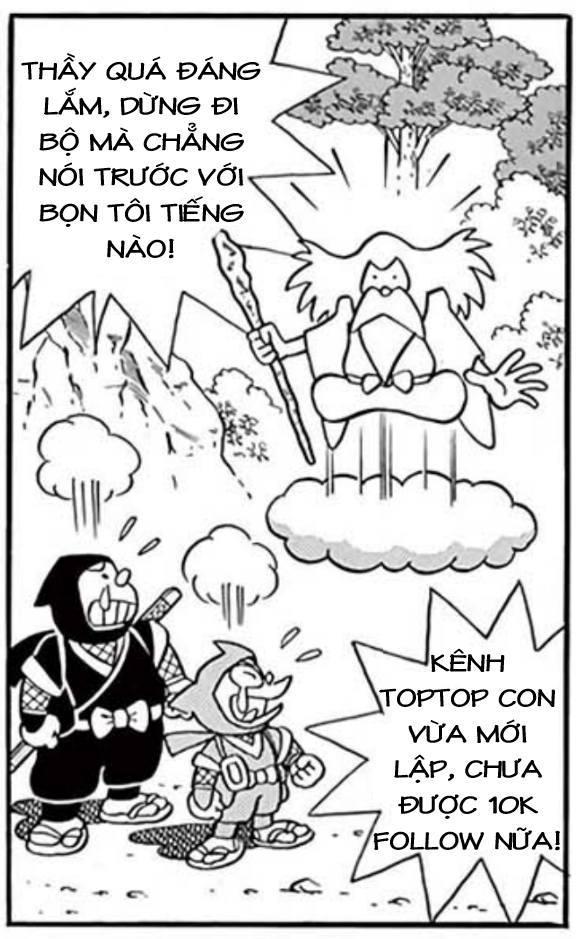 THẦY QUÁ ĐÁNG
LẮM, DỪNG ĐI
BỘ MÀ CHẲNG
NÓI TRƯỚC VỚI
BỌN TÔI TIẾNG
NÀO!
KÊNH
TOPTOP CON
VỪA MỚI
LẬP, CHƯA
ĐƯỢC 10K
FOLLOW NỮA!